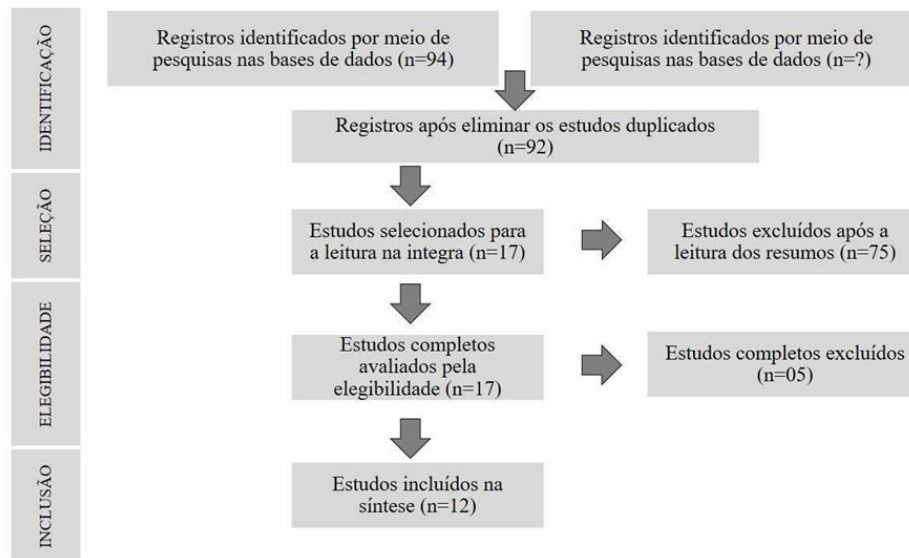 IDENTIFICAÇÃO
Registros identificados por meio de
pesquisas nas bases de dados (n=94)
Registros identificados por meio de
pesquisas nas bases de dados (n=?)
Registros após eliminar os estudos duplicados
(n=92)
SELEÇÃO
Estudos selecionados para
a leitura na integra (n=17)
Estudos excluídos após a
leitura dos resumos (n=75)
ELEGIBILIDADE
Estudos completos
avaliados pela
elegibilidade (n=17)
Estudos completos excluídos
(n=05)
INCLUSÃO
Estudos incluídos na
síntese (n=12)